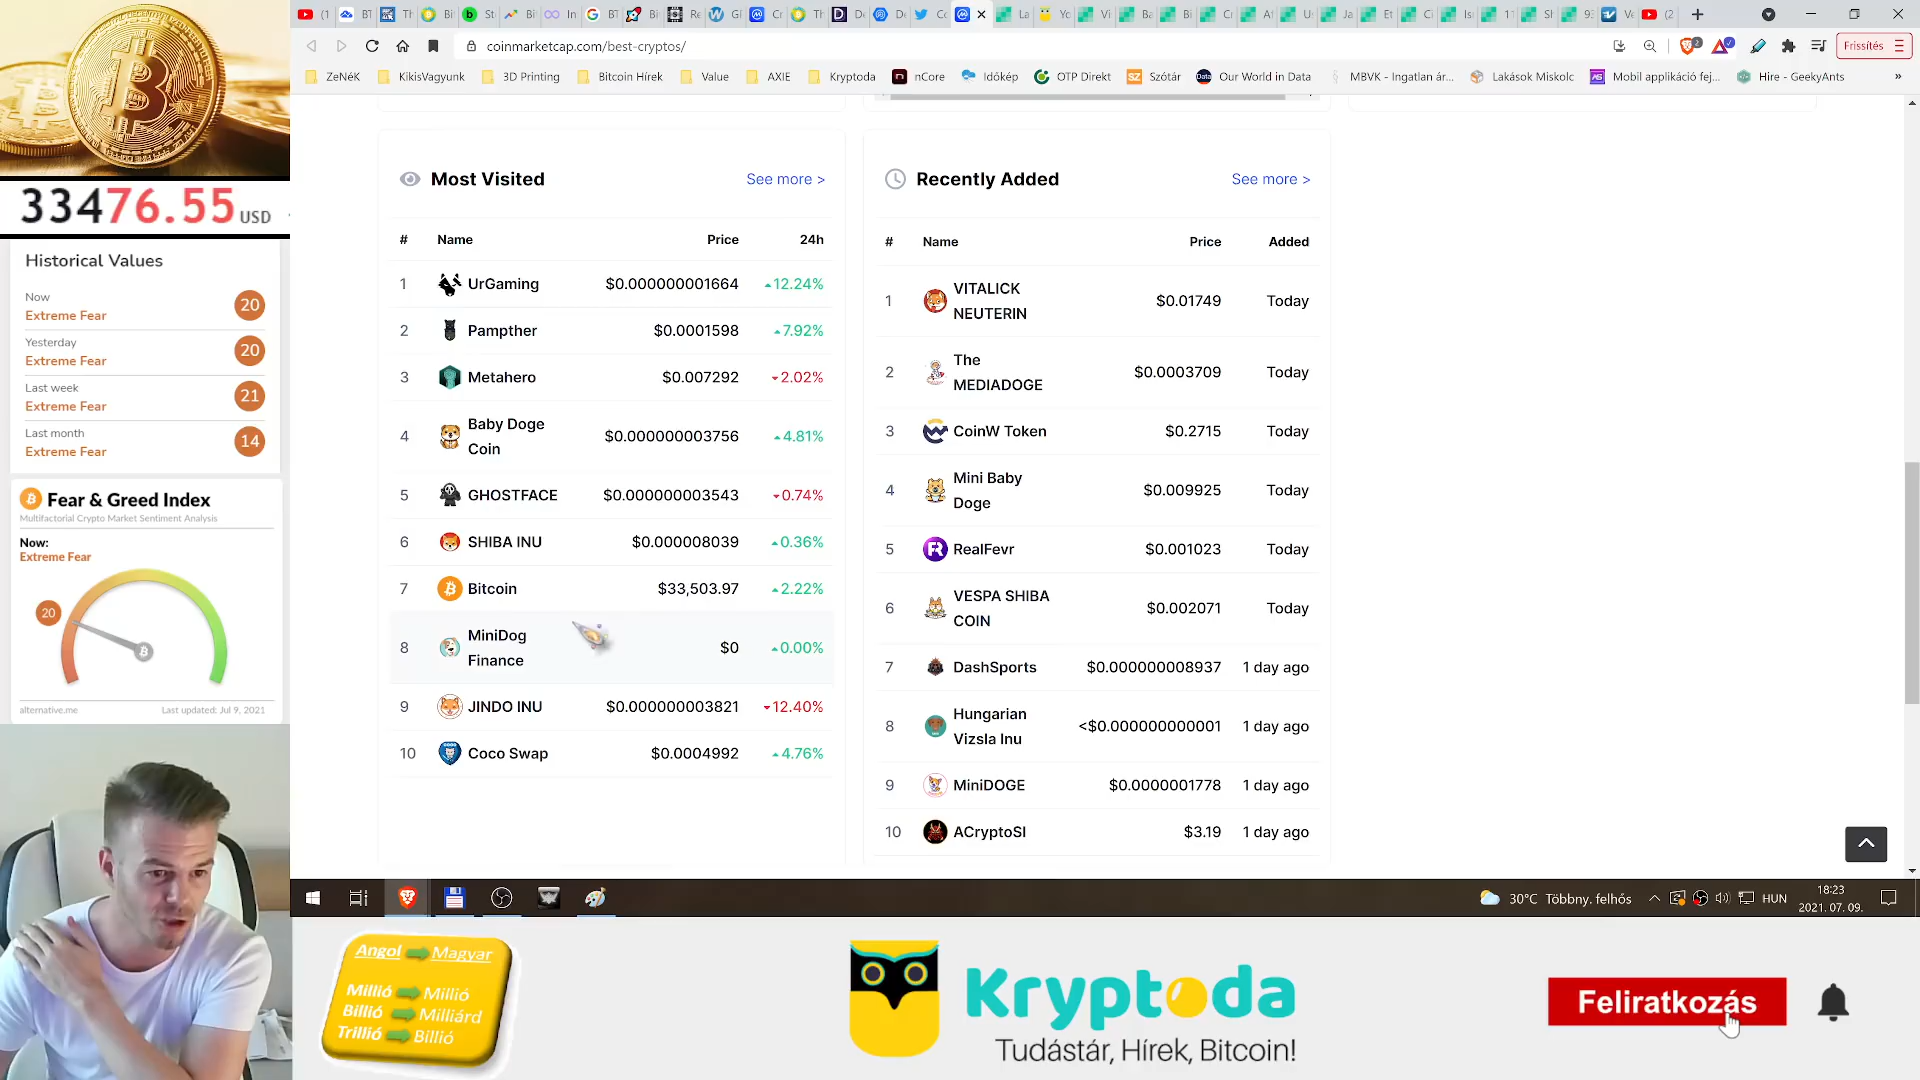 33476.55 USD
Historical Values
Now
Extreme Fear
20
Yesterday
Extreme Fear
20
Last week
Extreme Fear
21
Last month
Extreme Fear
14
Fear & Greed Index
Multifactorial Crypto Market Sentiment Analysis
Now:
Extreme Fear
20
alternative.me Last updated: Jul 9, 2021
coinmarketcap.com/best-cryptos/
Frissítés
ZeNéK KikisVagyunk 3D Printing Bitcoin Hírek Value AXIE Kryptoda nCore Időkép OTP Direkt Szótár Our World in Data MBVK - Ingatlan ár... Lakások Miskolc Mobil applikáció fej... Hire - GeekyAnts »
Most Visited See more >
# Name Price 24h
1 UrGaming $0.000000001664 12.24%
2 Pampther $0.0001598 7.92%
3 Metahero $0.007292 2.02%
4 Baby Doge Coin $0.000000003756 4.81%
5 GHOSTFACE $0.000000003543 0.74%
6 SHIBA INU $0.000008039 0.36%
7 Bitcoin $33,503.97 2.22%
8 MiniDog Finance $0 0.00%
9 JINDO INU $0.000000003821 12.40%
10 Coco Swap $0.0004992 4.76%
Recently Added See more >
# Name Price Added
1 VITALICK NEUTERIN $0.01749 Today
2 The MEDIADOGE $0.0003709 Today
3 CoinW Token $0.2715 Today
4 Mini Baby Doge $0.009925 Today
5 RealFevr $0.001023 Today
6 VESPA SHIBA COIN $0.002071 Today
7 DashSports $0.000000008937 1 day ago
8 Hungarian Vizsla Inu <$0.000000000001 1 day ago
9 MiniDOGE $0.0000001778 1 day ago
10 ACryptoSI $3.19 1 day ago
30°C Többny. felhős HUN
18:23
2021. 07. 09.
Angol Magyar
Millió Millió
Billió Milliárd
Trillió Billió
Kryptoda
Tudástár, Hírek, Bitcoin!
Feliratkozás